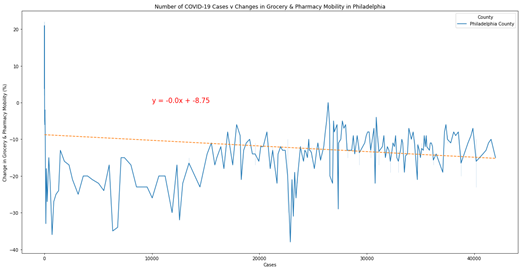 Number of COVID-19 Cases v Changes in Grocery & Pharmacy Mobility in Philadelphia
County
Philadelphia County
y = -0.0x + -8.75
Change in Grocery & Pharmacy Mobility (%)
20
10
0
-10
-20
-30
-40
0
10000
20000
30000
40000
Cases